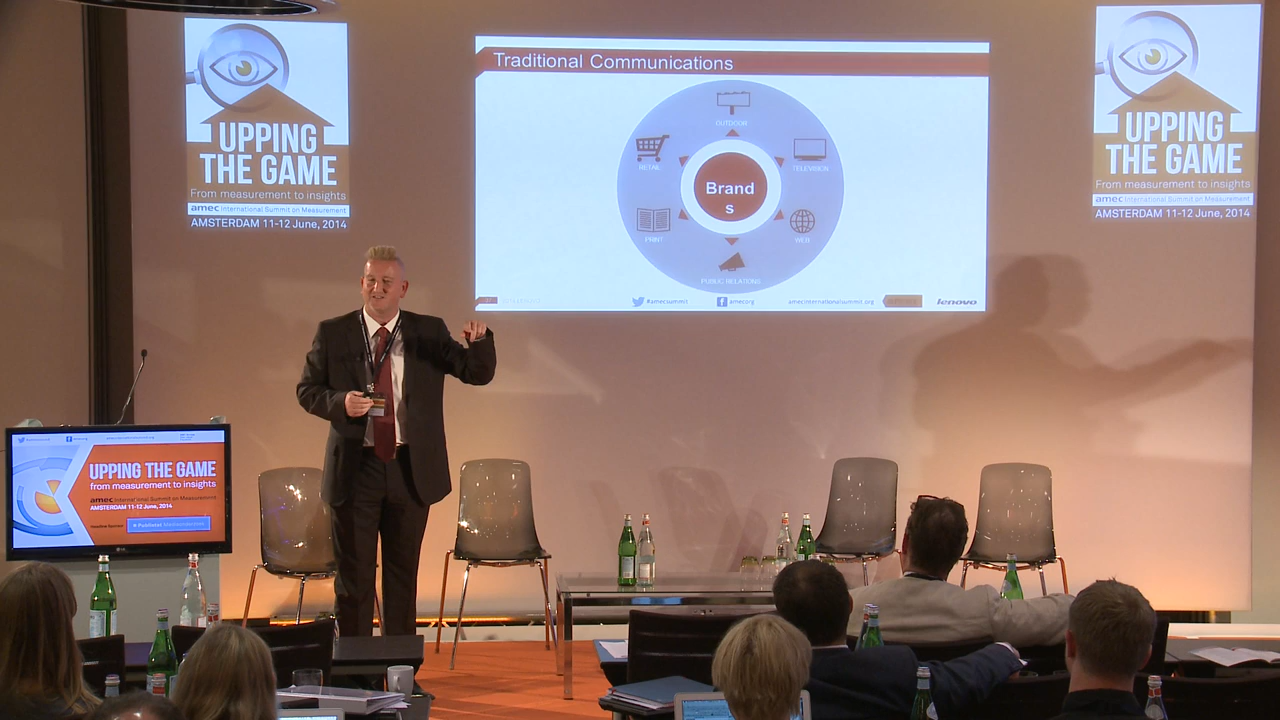 UPPING
THE GAME
From measurement to insights
amec International Summit on Measurement
AMSTERDAM 11-12 June, 2014
Traditional Communications
OUTDOOR
RETAIL
TELEVISION
Brand
s
PRINT
WEB
PUBLIC RELATIONS
#amecsummit
amecorg
amecinternationalsummit.org
lenovo
UPPING
THE GAME
From measurement to insights
amec International Summit on Measurement
AMSTERDAM 11-12 June, 2014
UPPING THE GAME
from measurement to insights
amec International Summit on Measurement
AMSTERDAM 11-12 June, 2014
Headline Sponsor
LG